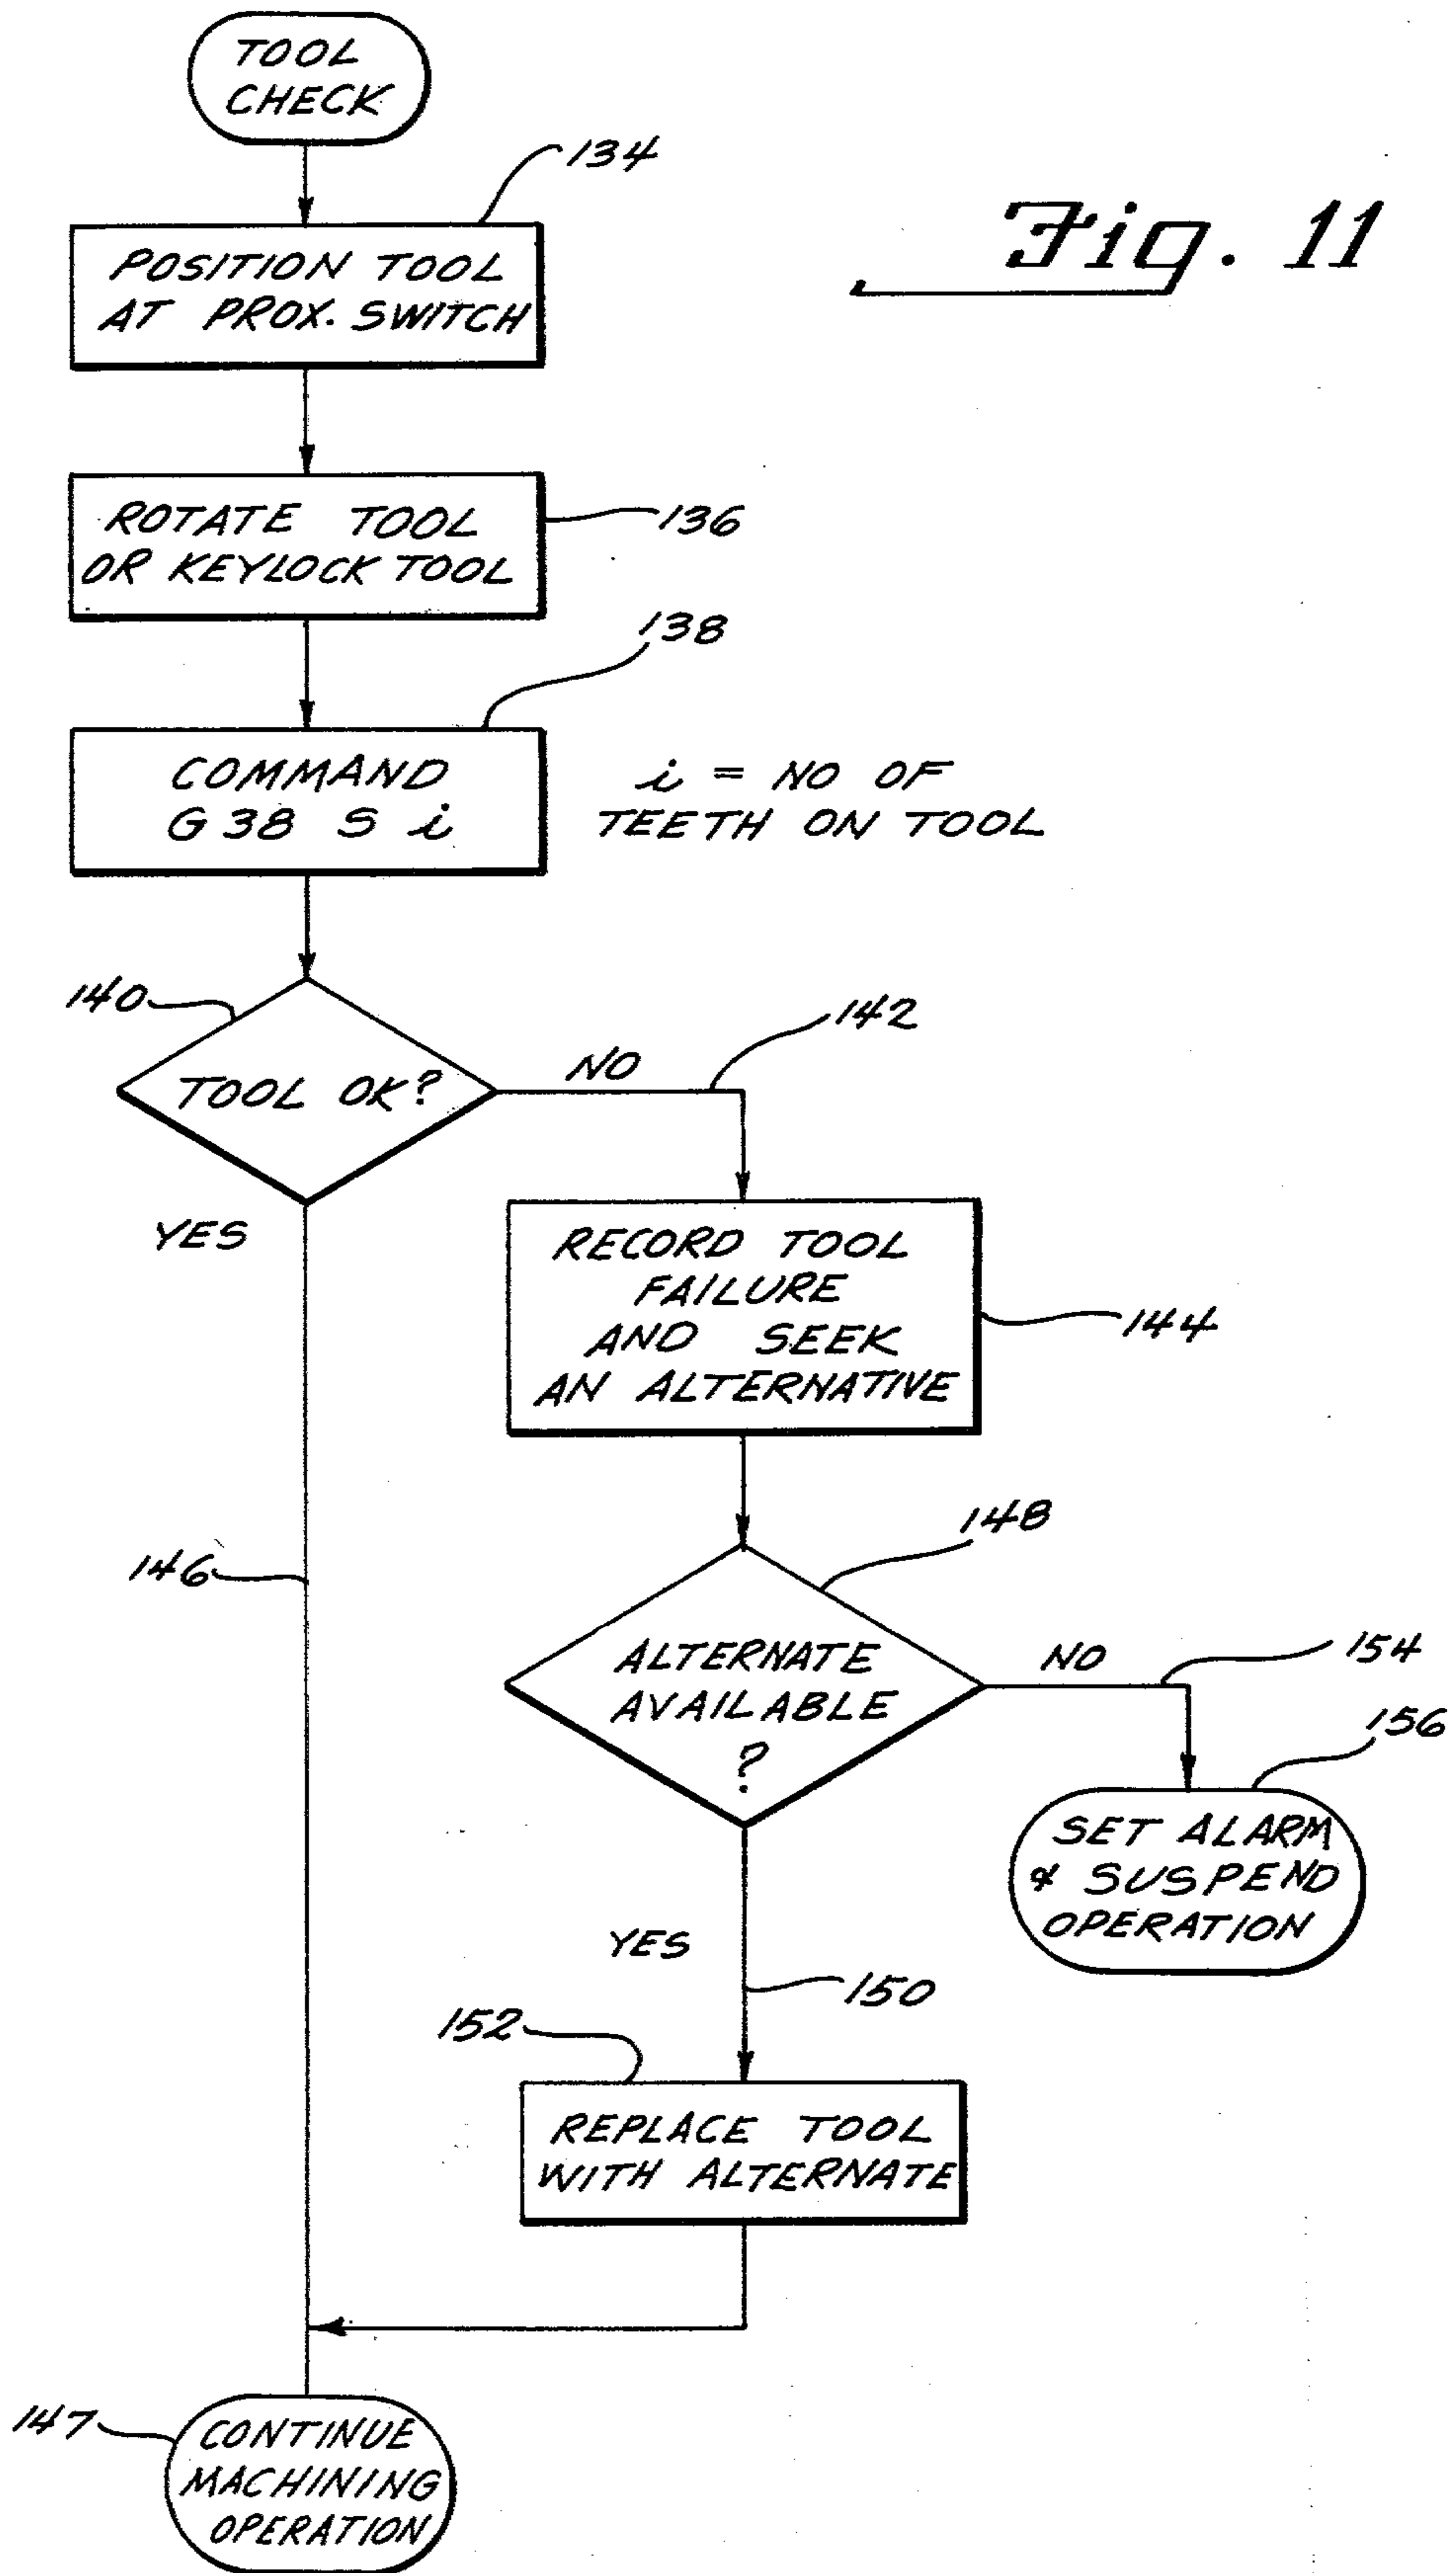 TOOL
CHECK
134
Fig. 11
POSITION TOOL
AT PROX. SWITCH
ROTATE TOOL
OR KEYLOCK TOOL
136
138
COMMAND
G38 S i
i = NO OF
TEETH ON TOOL
140
TOOL OK?
NO
142
YES
RECORD TOOL
FAILURE
AND SEEK
AN ALTERNATIVE
144
146
148
ALTERNATE
AVAILABLE
?
NO
154
156
SET ALARM
& SUSPEND
OPERATION
YES
150
152
REPLACE TOOL
WITH ALTERNATE
147
CONTINUE
MACHINING
OPERATION